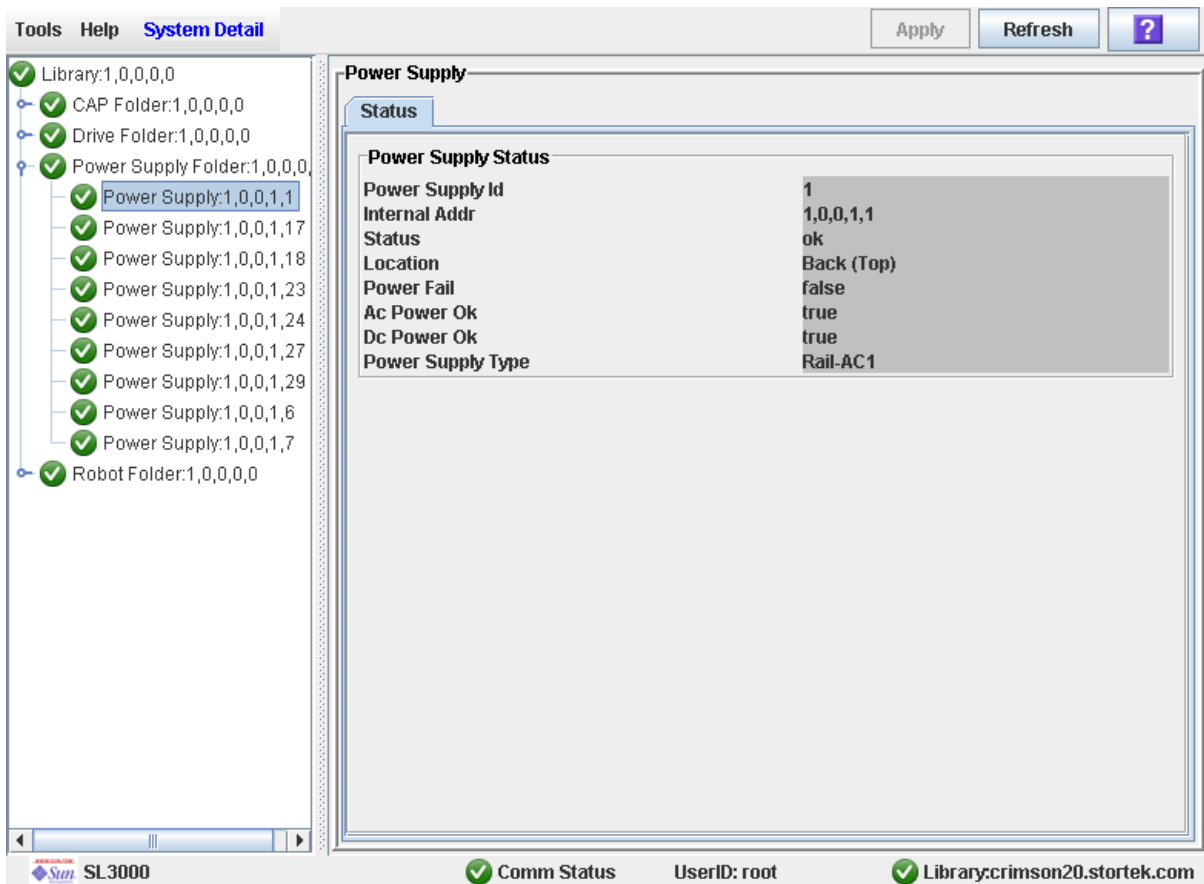 Tools Help System Detail Apply Refresh ?
Library:1,0,0,0,0
CAP Folder:1,0,0,0,0
Drive Folder:1,0,0,0,0
Power Supply Folder:1,0,0,0,
Power Supply:1,0,0,1,1
Power Supply:1,0,0,1,17
Power Supply:1,0,0,1,18
Power Supply:1,0,0,1,23
Power Supply:1,0,0,1,24
Power Supply:1,0,0,1,27
Power Supply:1,0,0,1,29
Power Supply:1,0,0,1,6
Power Supply:1,0,0,1,7
Robot Folder:1,0,0,0,0
Power Supply
Status
Power Supply Status
Power Supply Id 1
Internal Addr 1,0,0,1,1
Status ok
Location Back (Top)
Power Fail false
Ac Power Ok true
Dc Power Ok true
Power Supply Type Rail-AC1
Sun SL3000 Comm Status UserID: root Library:crimson20.stortek.com